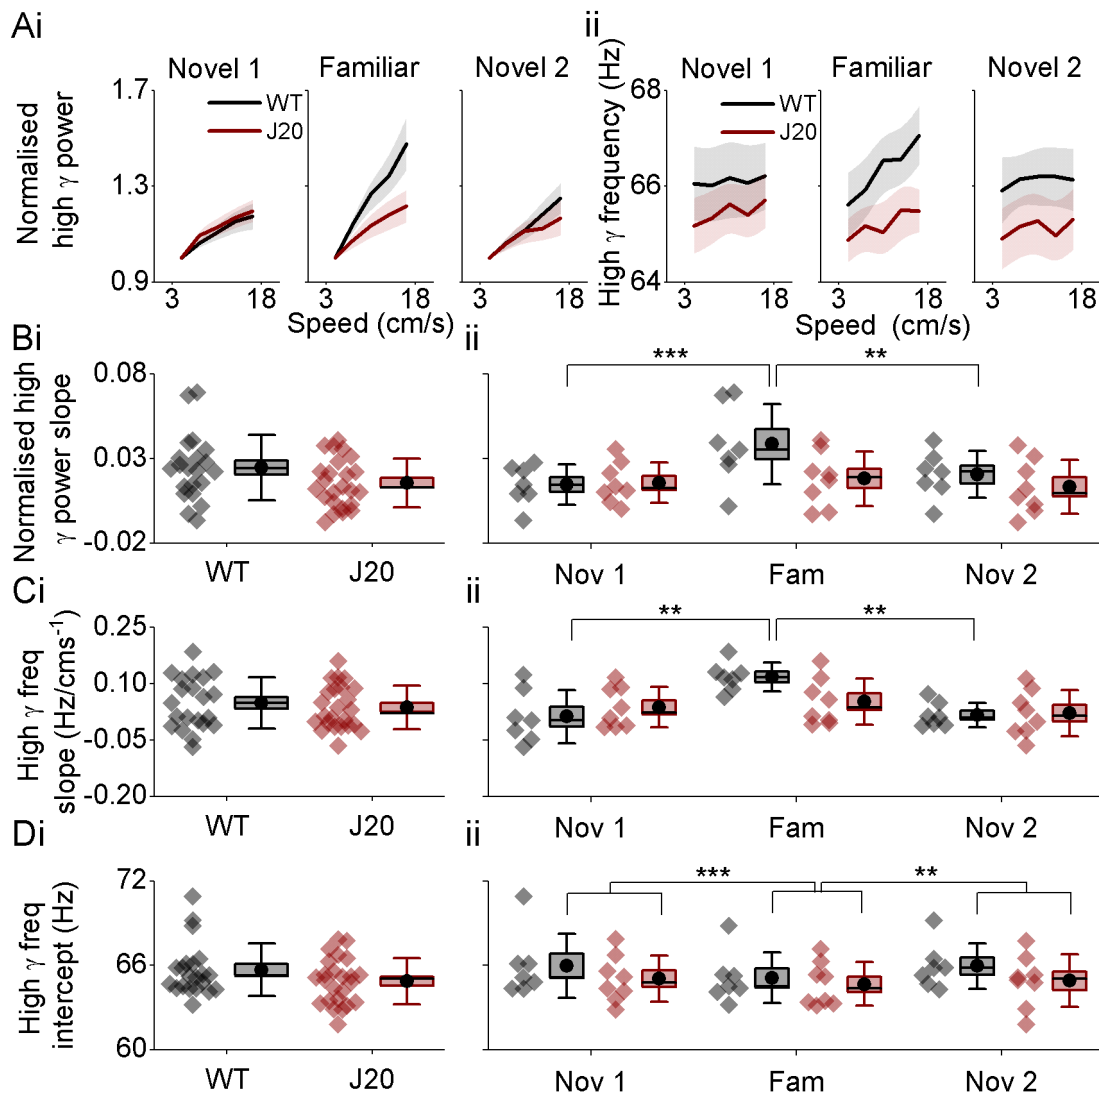 Ai
ii
Novel 1
Familiar
Novel 2
Novel 1
Familiar
Novel 2
Normalised
high γ power
1.7
1.3
0.9
WT
J20
3
18
3
18
3
18
Speed (cm/s)
High γ frequency (Hz)
68
66
64
WT
J20
3
18
3
18
3
18
Speed (cm/s)
Bi
ii
Normalised high
γ power slope
0.08
0.03
-0.02
WT
J20
***
**
Nov 1
Fam
Nov 2
Ci
ii
High γ freq
slope (Hz/cms⁻¹)
0.25
0.10
-0.05
-0.20
WT
J20
**
**
Nov 1
Fam
Nov 2
Di
ii
High γ freq
intercept (Hz)
72
66
60
WT
J20
***
**
Nov 1
Fam
Nov 2